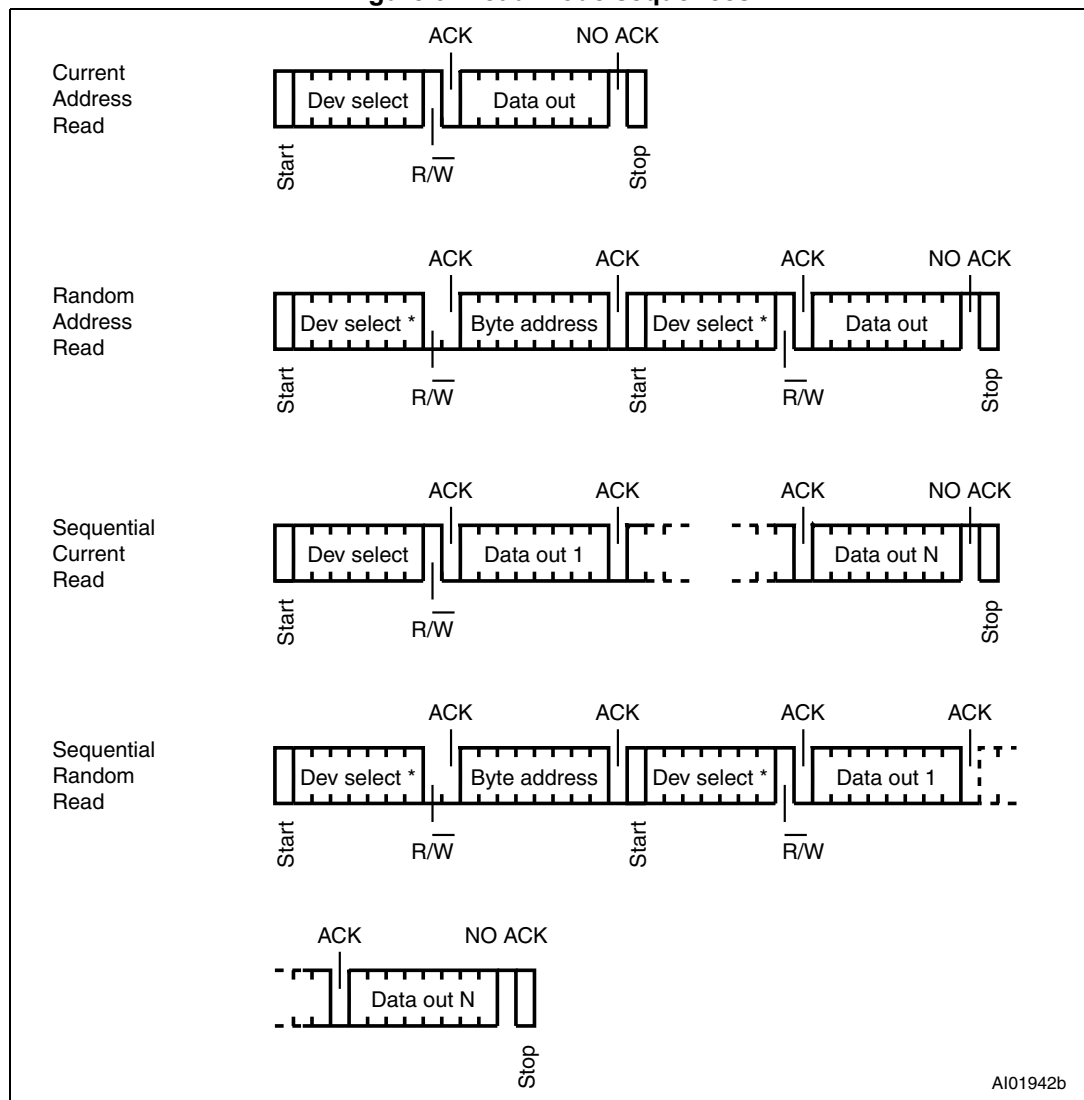 ACK NO ACK
Current
Address
Read
Dev select
Data out
Start
R/W̅
Stop
ACK ACK ACK NO ACK
Random
Address
Read
Dev select *
Byte address
Dev select *
Data out
Start
R/W̅
Start
R̅/W
Stop
ACK ACK ACK NO ACK
Sequential
Current
Read
Dev select
Data out 1
Data out N
Start
R/W̅
Stop
ACK ACK ACK ACK
Sequential
Random
Read
Dev select *
Byte address
Dev select *
Data out 1
Start
R/W̅
Start
R̅/W
ACK NO ACK
Data out N
Stop
AI01942b